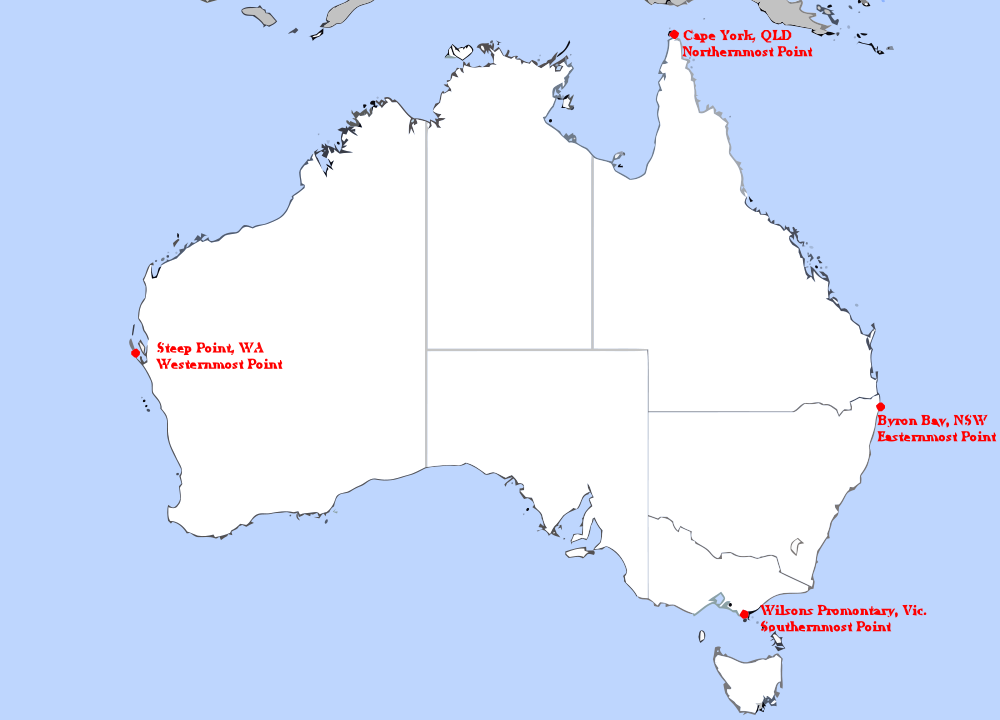 Cape York, QLD
Northernmost Point
Steep Point, WA
Westernmost Point
Byron Bay, NSW
Easternmost Point
Wilsons Promontary, Vic.
Southernmost Point